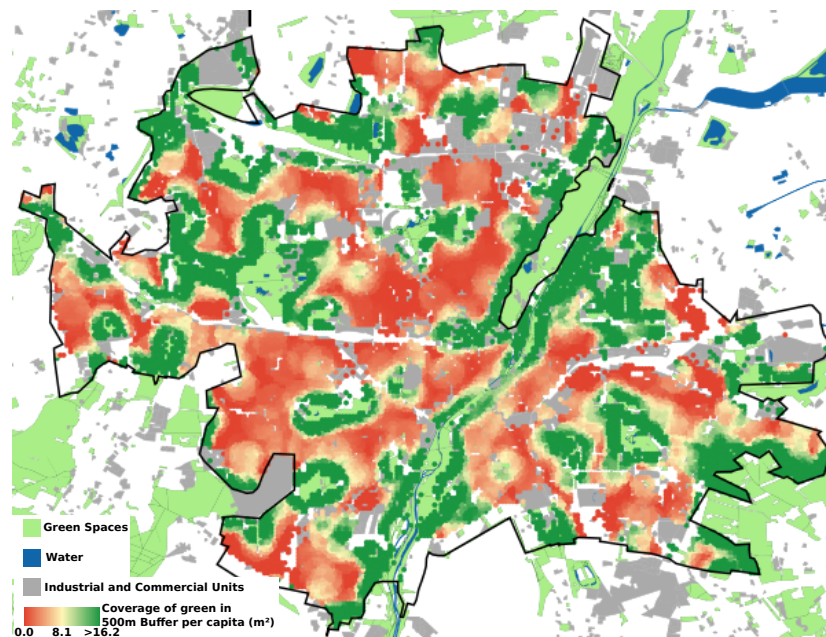 Green Spaces
Water
Industrial and Commercial Units
Coverage of green in
500m Buffer per capita (m²)
0.0 8.1 >16.2